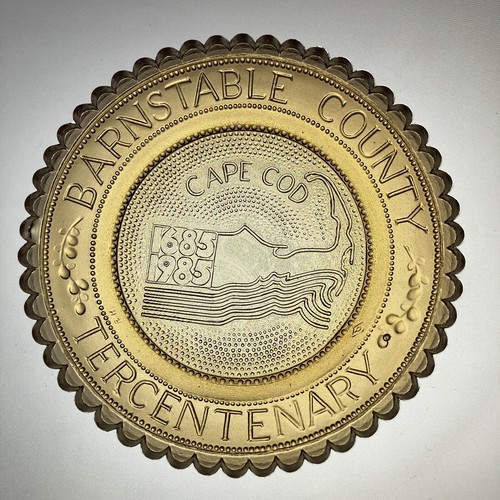 BARNSTABLE COUNTY
CAPE COD
1685
1985
TERCENTENARY